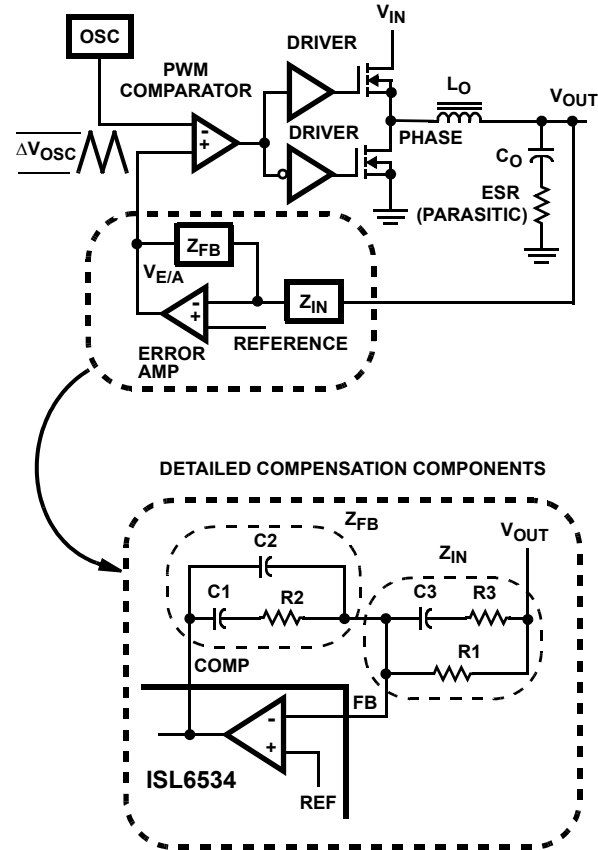 OSC
V_IN
DRIVER
PWM
COMPARATOR
L_O
V_OUT
DRIVER
-
+
PHASE
ΔV_OSC
C_O
ESR
(PARASITIC)
Z_FB
V_E/A
-
+
Z_IN
REFERENCE
ERROR
AMP
DETAILED COMPENSATION COMPONENTS
Z_FB
V_OUT
C2
Z_IN
C1
R2
C3
R3
R1
COMP
FB
-
+
ISL6534
REF